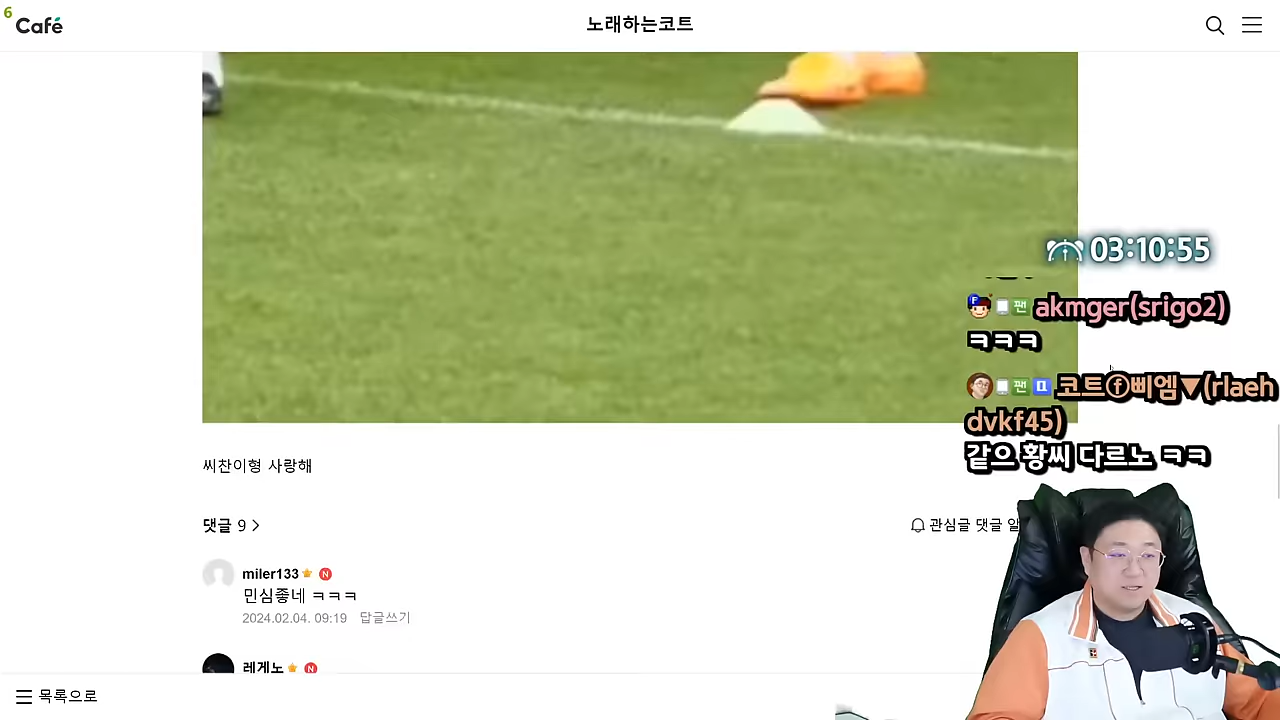 6
Café
노래하는코트
03:10:55
F 팬 akmger(srigo2)
ㅋㅋㅋ
팬 코트ⓕ삐엠▼(rlaeh
dvkf45)
같으 황씨 다르노 ㅋㅋ
씨찬이형 사랑해
댓글 9 >
관심글 댓글 알
miler133 N
민심좋네 ㅋㅋㅋ
2024.02.04. 09:19 답글쓰기
레게노 N
목록으로